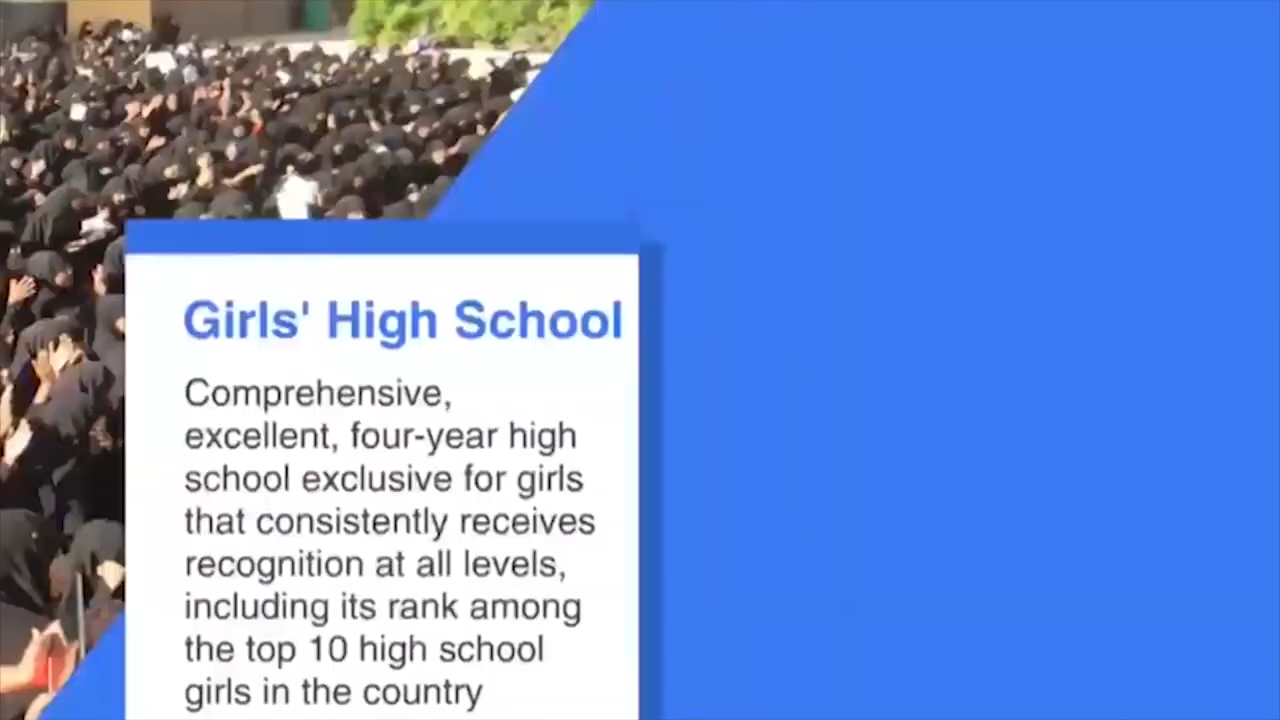 Girls' High School
Comprehensive,
excellent, four-year high
school exclusive for girls
that consistently receives
recognition at all levels,
including its rank among
the top 10 high school
girls in the country